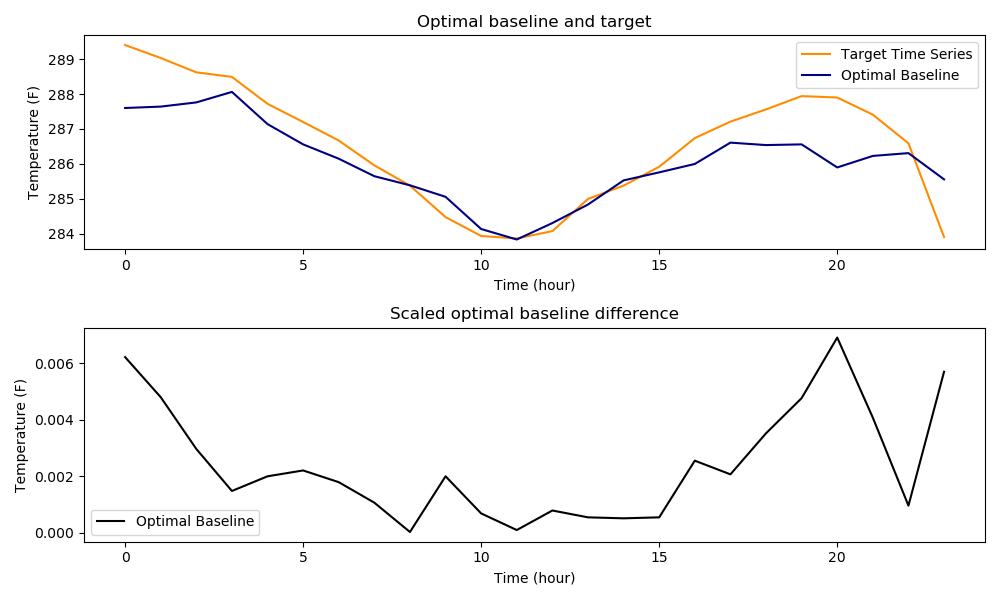 Optimal baseline and target
Temperature (F)
289
288
287
286
285
284
Target Time Series
Optimal Baseline
0 5 10 15 20
Time (hour)
Scaled optimal baseline difference
Temperature (F)
0.006
0.004
0.002
0.000
Optimal Baseline
0 5 10 15 20
Time (hour)